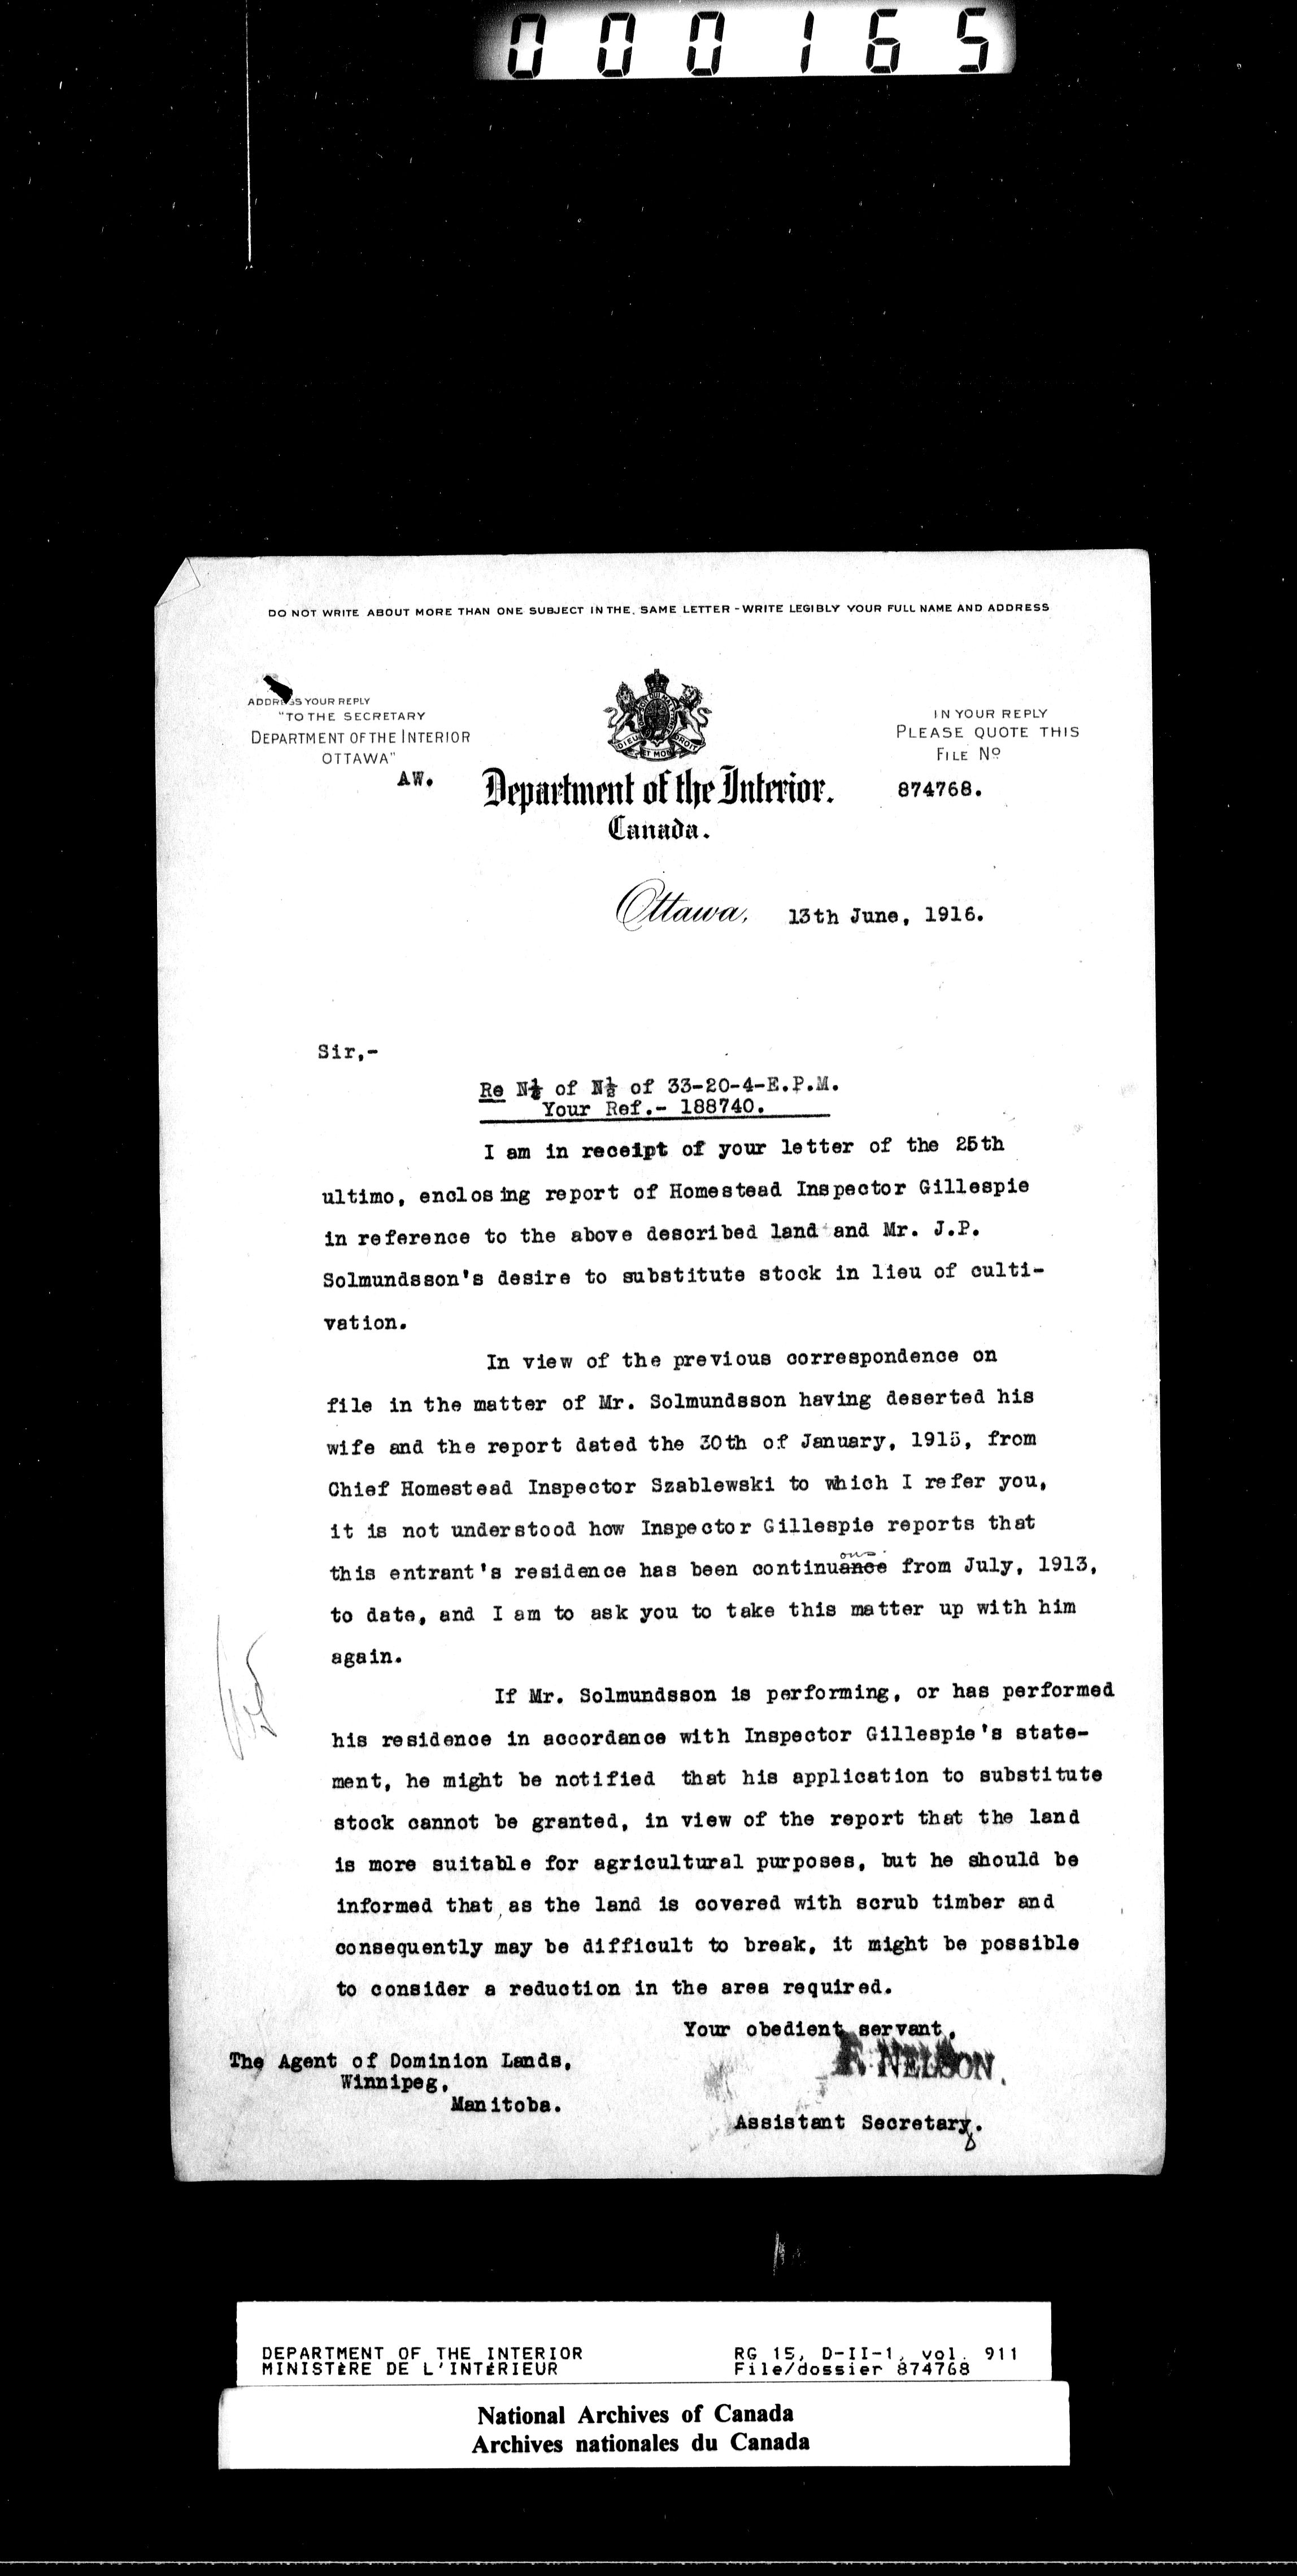 000165
DO NOT WRITE ABOUT MORE THAN ONE SUBJECT IN THE SAME LETTER - WRITE LEGIBLY YOUR FULL NAME AND ADDRESS
ADDRESS YOUR REPLY
"TO THE SECRETARY
DEPARTMENT OF THE INTERIOR
OTTAWA"
AW.
DIEU ET MON DROIT
IN YOUR REPLY
PLEASE QUOTE THIS
FILE No
874768.
Department of the Interior.
Canada.
Ottawa, 13th June, 1916.
Sir,-
Re N½ of N½ of 33-20-4-E.P.M.
Your Ref.- 188740.
I am in receipt of your letter of the 25th
ultimo, enclosing report of Homestead Inspector Gillespie
in reference to the above described land and Mr. J.P.
Solmundsson's desire to substitute stock in lieu of culti-
vation.
In view of the previous correspondence on
file in the matter of Mr. Solmundsson having deserted his
wife and the report dated the 30th of January, 1915, from
Chief Homestead Inspector Szablewski to which I refer you,
it is not understood how Inspector Gillespie reports that
ous
this entrant's residence has been continuance from July, 1913,
to date, and I am to ask you to take this matter up with him
again.
If Mr. Solmundsson is performing, or has performed
his residence in accordance with Inspector Gillespie's state-
ment, he might be notified that his application to substitute
stock cannot be granted, in view of the report that the land
is more suitable for agricultural purposes, but he should be
informed that as the land is covered with scrub timber and
consequently may be difficult to break, it might be possible
to consider a reduction in the area required.
Your obedient servant,
F. NELSON.
Assistant Secretary.
The Agent of Dominion Lands,
Winnipeg,
Manitoba.
DEPARTMENT OF THE INTERIOR
MINISTÈRE DE L'INTÉRIEUR
RG 15, D-II-1, vol. 911
File/dossier 874768
National Archives of Canada
Archives nationales du Canada